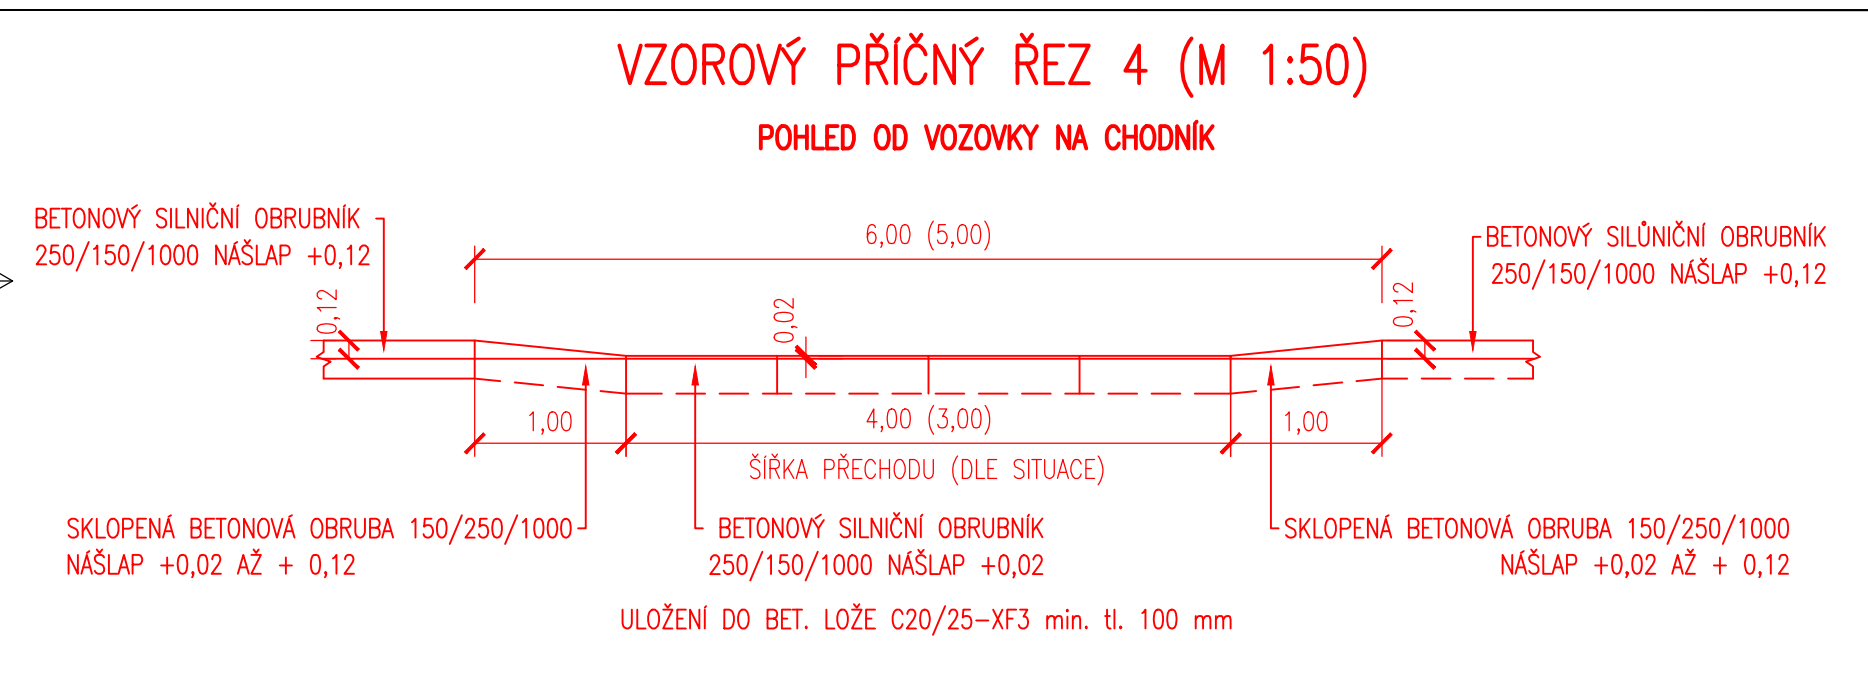 VZOROVÝ PŘÍČNÝ ŘEZ 4 (M 1:50)
POHLED OD VOZOVKY NA CHODNÍK
BETONOVÝ SILNIČNÍ OBRUBNÍK
250/150/1000 NÁŠLAP +0,12
6,00 (5,00)
BETONOVÝ SILŮNIČNÍ OBRUBNÍK
250/150/1000 NÁŠLAP +0,12
0,12
0,02
0,12
1,00
4,00 (3,00)
1,00
ŠÍŘKA PŘECHODU (DLE SITUACE)
SKLOPENÁ BETONOVÁ OBRUBA 150/250/1000
NÁŠLAP +0,02 AŽ + 0,12
BETONOVÝ SILNIČNÍ OBRUBNÍK
250/150/1000 NÁŠLAP +0,02
SKLOPENÁ BETONOVÁ OBRUBA 150/250/1000
NÁŠLAP +0,02 AŽ + 0,12
ULOŽENÍ DO BET. LOŽE C20/25-XF3 min. tl. 100 mm